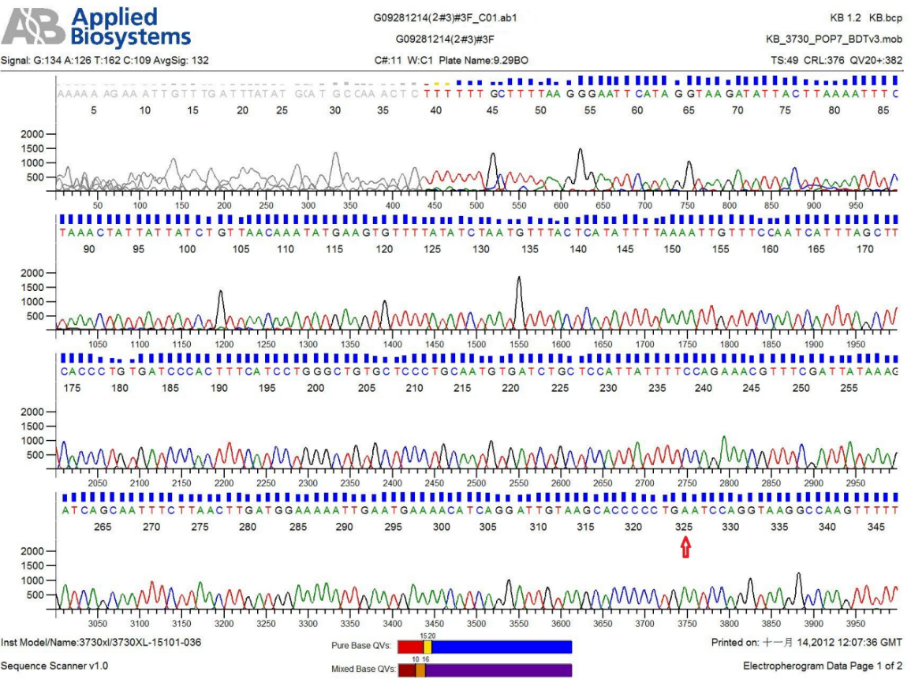 AB Applied Biosystems
G09281214(2#3)#3F_C01.ab1
KB 1.2 KB.bcp
G09281214(2#3)#3F
KB_3730_POP7_BDTv3.mob
Signal: G:134 A:126 T:162 C:109 AvgSig: 132
C#:11 W:C1 Plate Name:9.29BO
TS:49 CRL:376 QV20+:382
AAAAA AGAAA TTGTT TGATT TATAT GCATG CCAAA CTC TTTTTTT GCTTTTAAGGGAATTCATAGGTAAGATATTACTTAAAATTTC
5 10 15 20 25 30 35 40 45 50 55 60 65 70 75 80 85
2000
1500
1000
500
50 100 150 200 250 300 350 400 450 500 550 600 650 700 750 800 850 900 950
TAAACTATTATTATCTGTTAACAAATATGAAGTGTTTTATATCTAATGTTTACTCATATTTTAAAATTGTTTCCAATCATTTAGCTT
90 95 100 105 110 115 120 125 130 135 140 145 150 155 160 165 170
2000
1500
1000
500
1050 1100 1150 1200 1250 1300 1350 1400 1450 1500 1550 1600 1650 1700 1750 1800 1850 1900 1950
CACCCTGTGATCCCACTTTCATCCTGGGCTGTGCTCCCTGCAATGTGATCTGCTCCATTATTTTCCAGAAACGTTTCGATTATAAAG
175 180 185 190 195 200 205 210 215 220 225 230 235 240 245 250 255
2000
1500
1000
500
2050 2100 2150 2200 2250 2300 2350 2400 2450 2500 2550 2600 2650 2700 2750 2800 2850 2900 2950
ATCAGCAATTTCTTAACTTGATGGAAAAATTGAATGAAAACATCAGGATTGTAAGCACCCCCTGAATCCAGGTAAGGCCAAGTTTTT
265 270 275 280 285 290 295 300 305 310 315 320 325 330 335 340 345
2000
1500
1000
500
3050 3100 3150 3200 3250 3300 3350 3400 3450 3500 3550 3600 3650 3700 3750 3800 3850 3900 3950
Inst Model/Name:3730xl/3730XL-15101-036
Pure Base QVs:
15 20
Printed on: 十一月 14,2012 12:07:36 GMT
Sequence Scanner v1.0
Mixed Base QVs:
10 16
Electropherogram Data Page 1 of 2